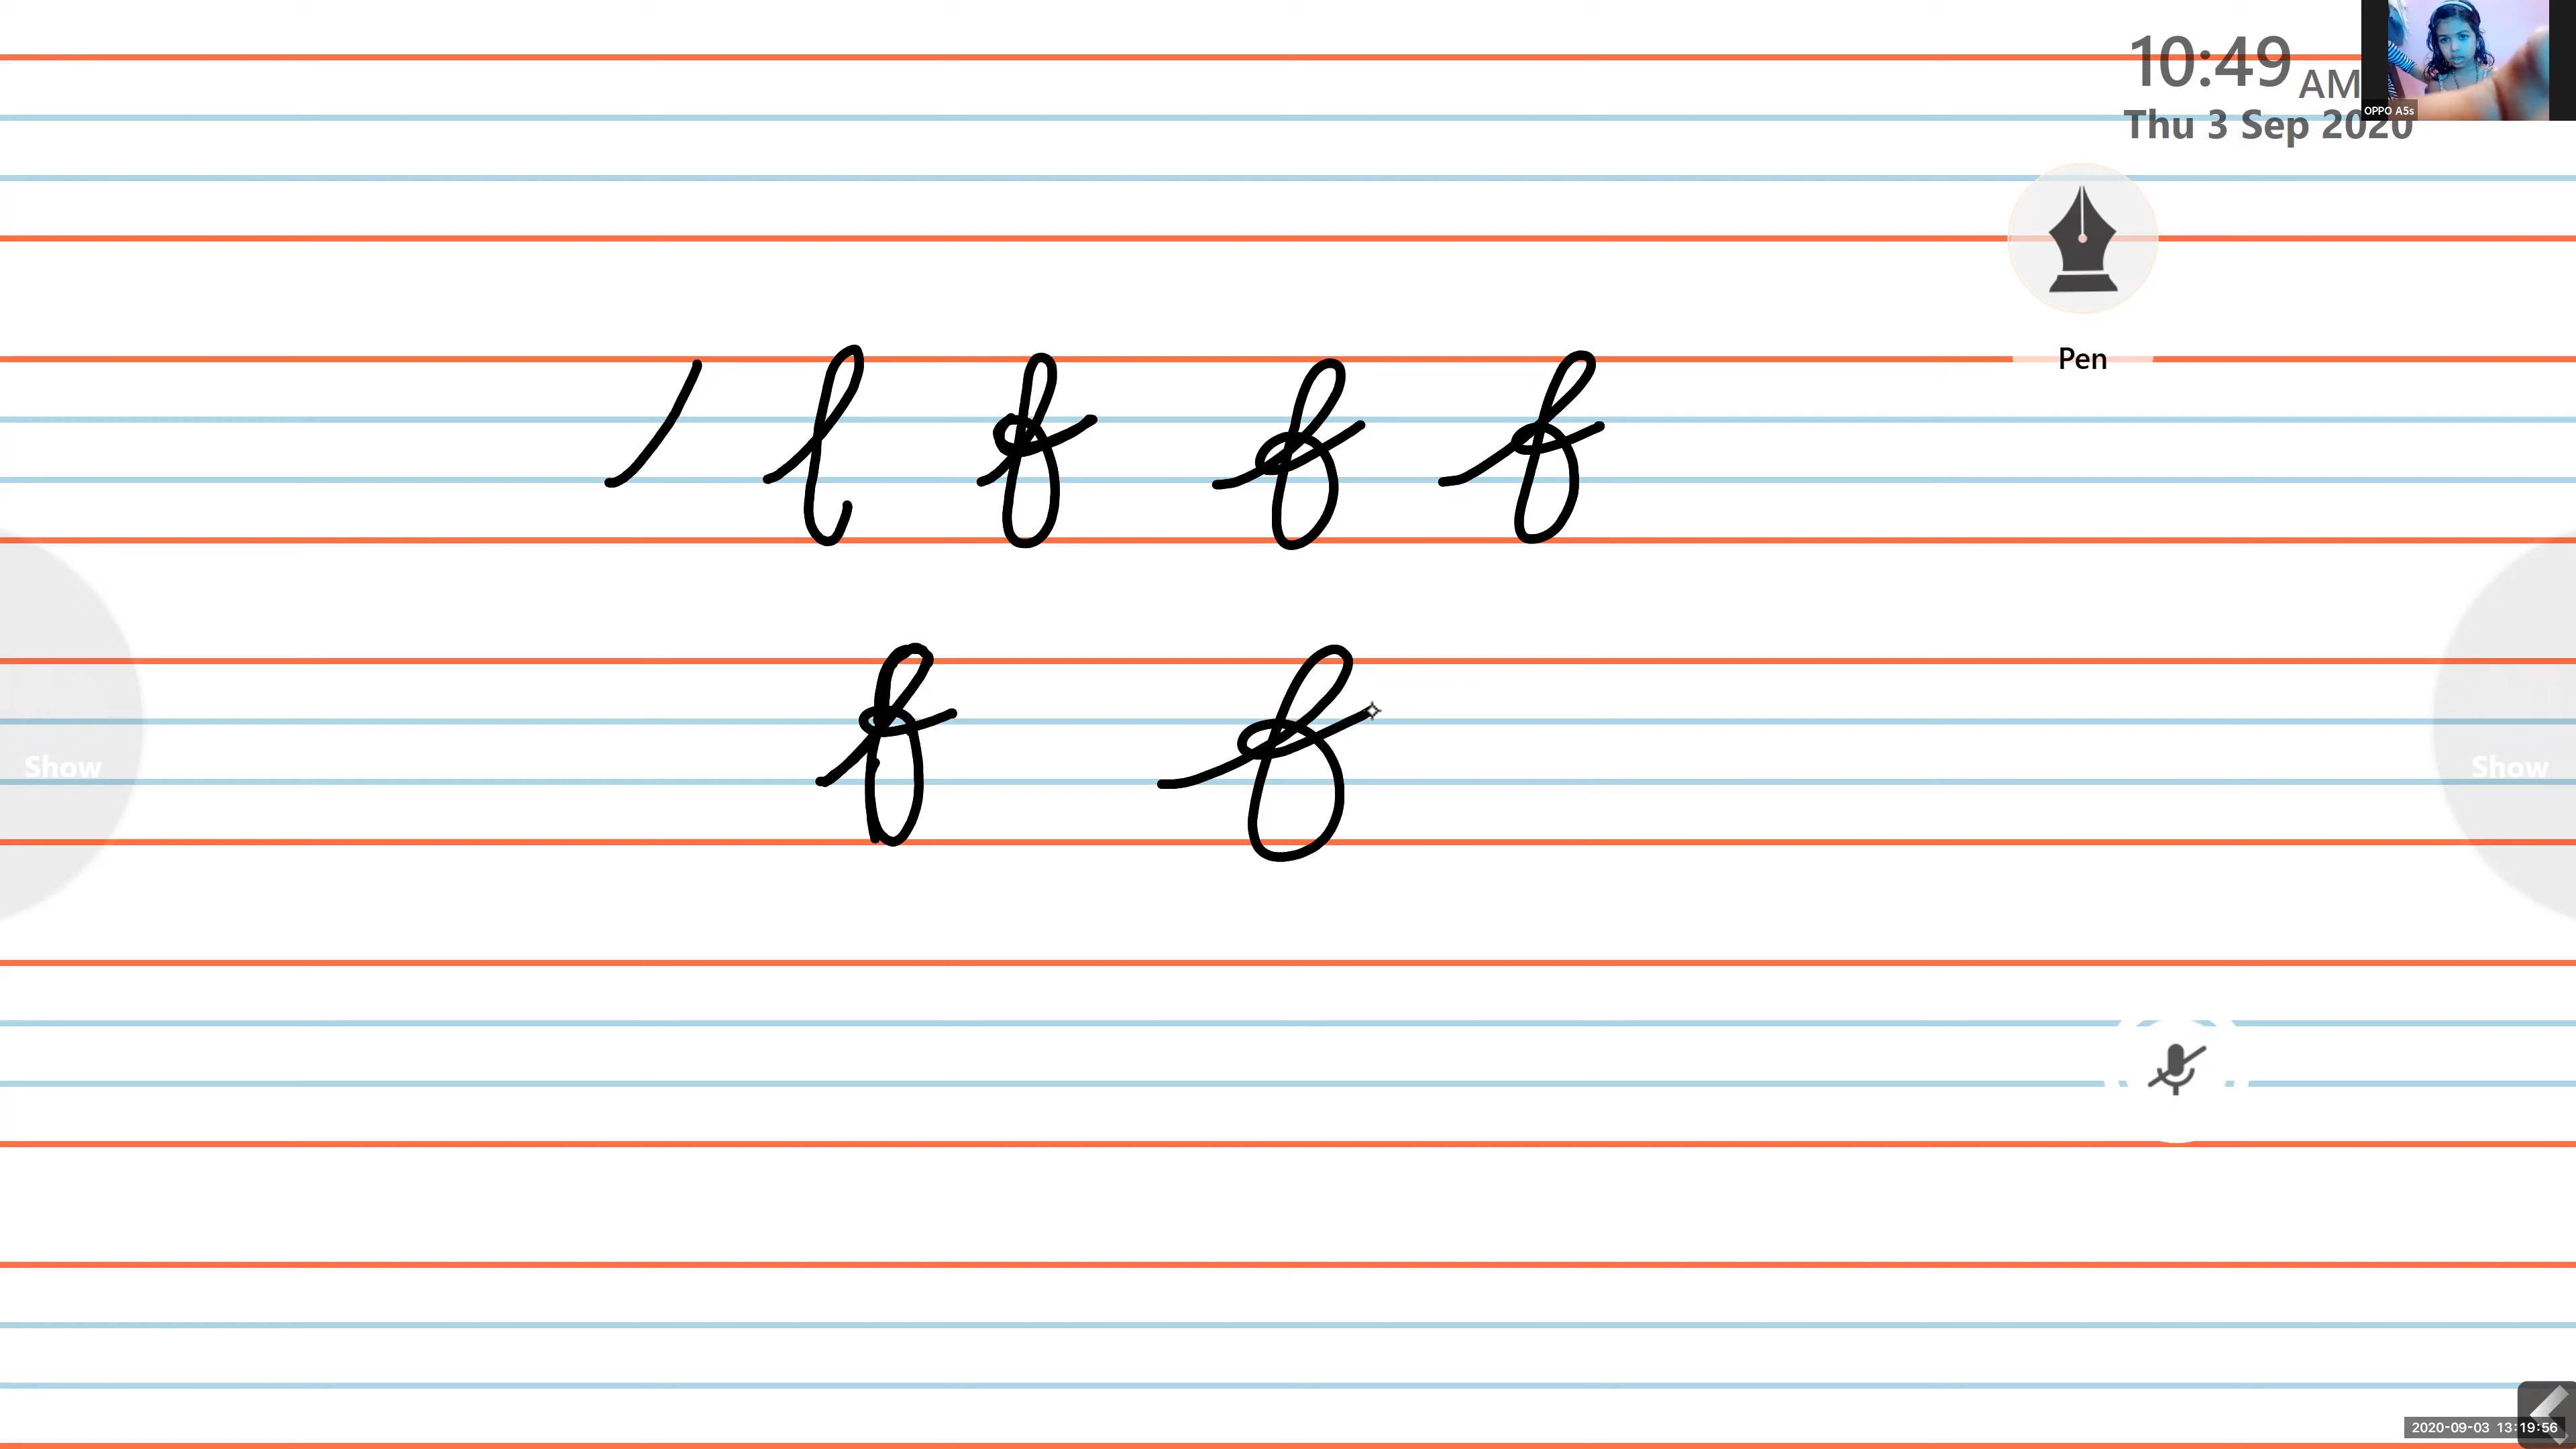 10:49 AM
Thu 3 Sep 2020
OPPO A5s
Pen
f f f f
Show
f f
Show
2020-09-03 13:19:56